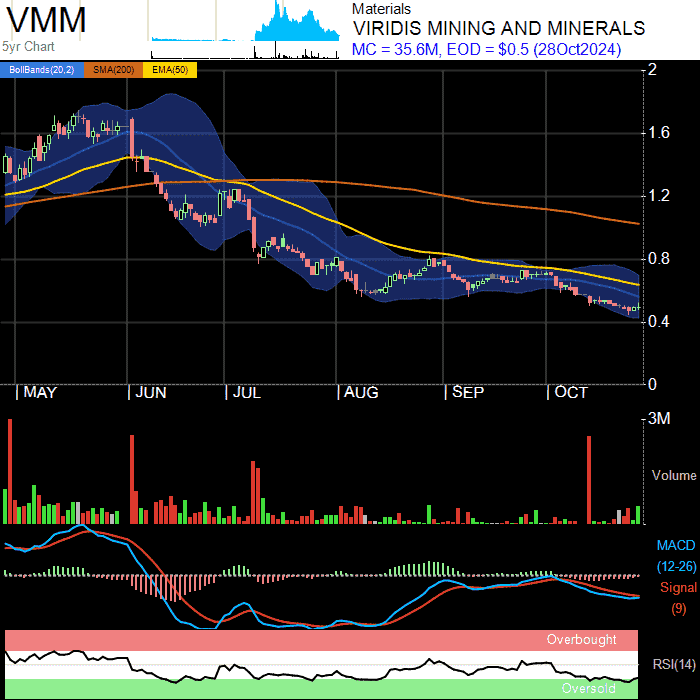 VMM
5yr Chart
Materials
VIRIDIS MINING AND MINERALS
MC = 35.6M, EOD = $0.5 (28Oct2024)
BollBands(20,2) SMA(200) EMA(50)
2
1.6
1.2
0.8
0.4
0
MAY JUN JUL AUG SEP OCT
3M
Volume
MACD
(12-26)
Signal
(9)
Overbought
RSI(14)
Oversold